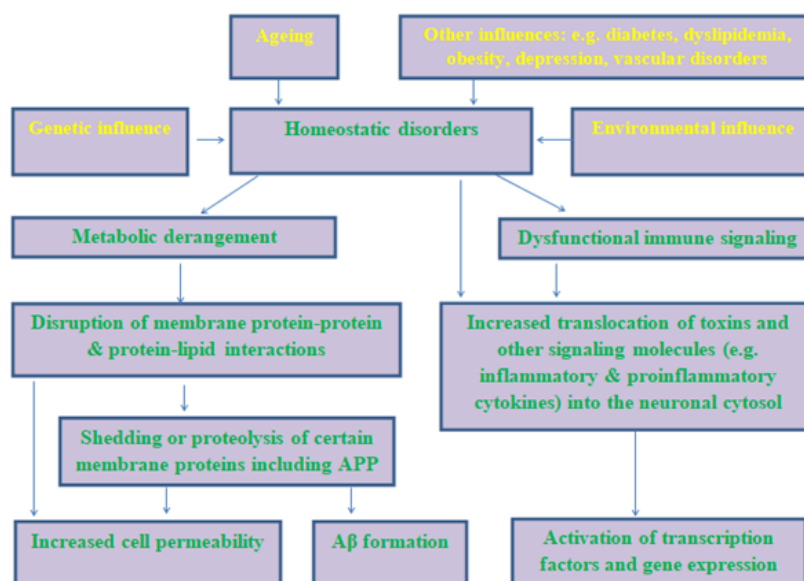 Ageing
Other influences: e.g. diabetes, dyslipidemia,
obesity, depression, vascular disorders
Genetic influence
Homeostatic disorders
Environmental influence
Metabolic derangement
Dysfunctional immune signaling
Disruption of membrane protein-protein
& protein-lipid interactions
Increased translocation of toxins and
other signaling molecules (e.g.
inflammatory & proinflammatory
cytokines) into the neuronal cytosol
Shedding or proteolysis of certain
membrane proteins including APP
Increased cell permeability
Aβ formation
Activation of transcription
factors and gene expression